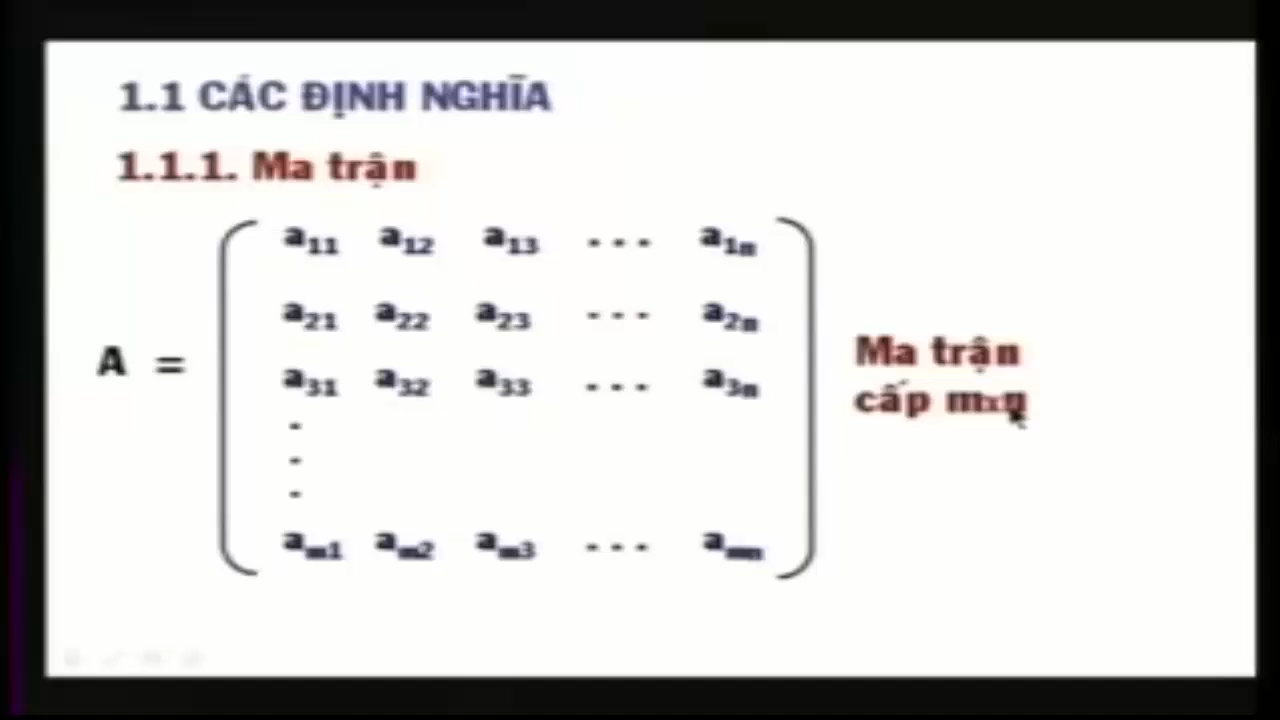 1.1 CÁC ĐỊNH NGHĨA
1.1.1. Ma trận
a11 a12 a13 ... a1n
a21 a22 a23 ... a2n
A =
a31 a32 a33 ... a3n
.
.
.
am1 am2 am3 ... amn
Ma trận
cấp mxn